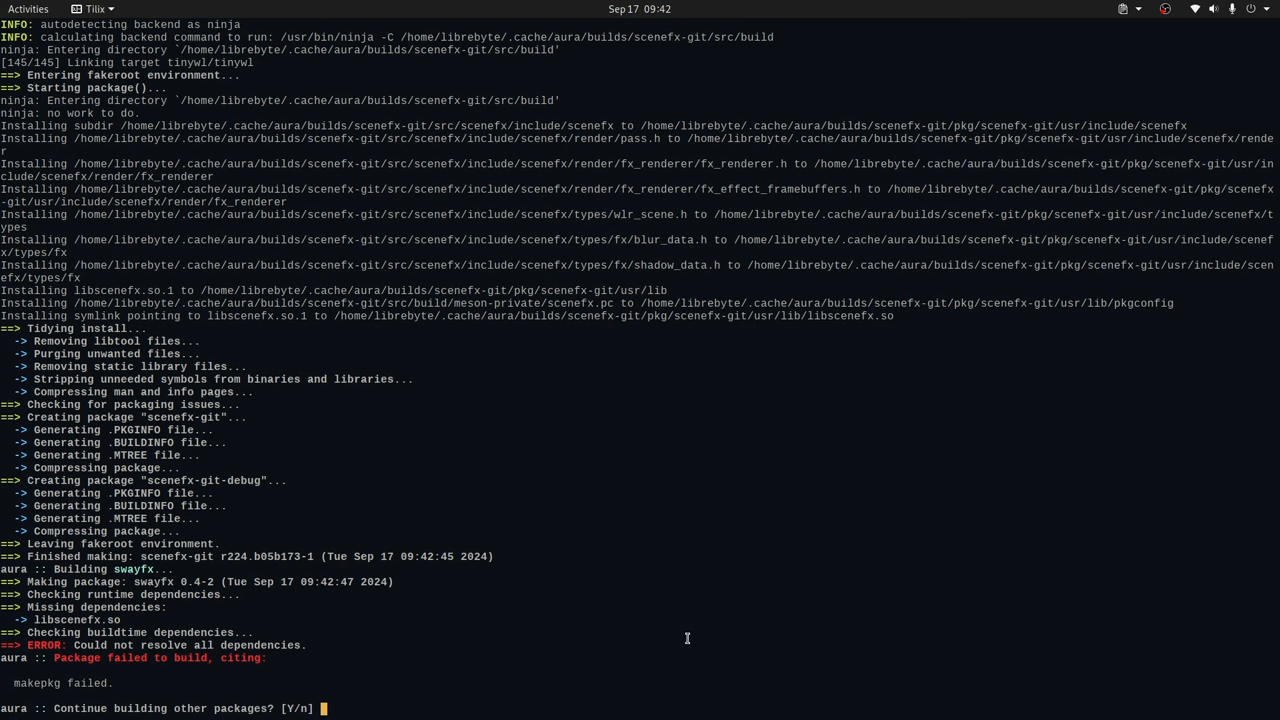 Activities
Tilix
Sep 17 09:42
INFO: autodetecting backend as ninja
INFO: calculating backend command to run: /usr/bin/ninja -C /home/librebyte/.cache/aura/builds/scenefx-git/src/build
ninja: Entering directory `/home/librebyte/.cache/aura/builds/scenefx-git/src/build'
[145/145] Linking target tinywl/tinywl
==> Entering fakeroot environment...
==> Starting package()...
ninja: Entering directory `/home/librebyte/.cache/aura/builds/scenefx-git/src/build'
ninja: no work to do.
Installing subdir /home/librebyte/.cache/aura/builds/scenefx-git/src/scenefx/include/scenefx to /home/librebyte/.cache/aura/builds/scenefx-git/pkg/scenefx-git/usr/include/scenefx
Installing /home/librebyte/.cache/aura/builds/scenefx-git/src/scenefx/include/scenefx/render/pass.h to /home/librebyte/.cache/aura/builds/scenefx-git/pkg/scenefx-git/usr/include/scenefx/rende
r
Installing /home/librebyte/.cache/aura/builds/scenefx-git/src/scenefx/include/scenefx/render/fx_renderer/fx_renderer.h to /home/librebyte/.cache/aura/builds/scenefx-git/pkg/scenefx-git/usr/in
clude/scenefx/render/fx_renderer
Installing /home/librebyte/.cache/aura/builds/scenefx-git/src/scenefx/include/scenefx/render/fx_renderer/fx_effect_framebuffers.h to /home/librebyte/.cache/aura/builds/scenefx-git/pkg/scenefx
-git/usr/include/scenefx/render/fx_renderer
Installing /home/librebyte/.cache/aura/builds/scenefx-git/src/scenefx/include/scenefx/types/wlr_scene.h to /home/librebyte/.cache/aura/builds/scenefx-git/pkg/scenefx-git/usr/include/scenefx/t
ypes
Installing /home/librebyte/.cache/aura/builds/scenefx-git/src/scenefx/include/scenefx/types/fx/blur_data.h to /home/librebyte/.cache/aura/builds/scenefx-git/pkg/scenefx-git/usr/include/scenef
x/types/fx
Installing /home/librebyte/.cache/aura/builds/scenefx-git/src/scenefx/include/scenefx/types/fx/shadow_data.h to /home/librebyte/.cache/aura/builds/scenefx-git/pkg/scenefx-git/usr/include/scen
efx/types/fx
Installing libscenefx.so.1 to /home/librebyte/.cache/aura/builds/scenefx-git/pkg/scenefx-git/usr/lib
Installing /home/librebyte/.cache/aura/builds/scenefx-git/src/build/meson-private/scenefx.pc to /home/librebyte/.cache/aura/builds/scenefx-git/pkg/scenefx-git/usr/lib/pkgconfig
Installing symlink pointing to libscenefx.so.1 to /home/librebyte/.cache/aura/builds/scenefx-git/pkg/scenefx-git/usr/lib/libscenefx.so
==> Tidying install...
-> Removing libtool files...
-> Purging unwanted files...
-> Removing static library files...
-> Stripping unneeded symbols from binaries and libraries...
-> Compressing man and info pages...
==> Checking for packaging issues...
==> Creating package "scenefx-git"...
-> Generating .PKGINFO file...
-> Generating .BUILDINFO file...
-> Generating .MTREE file...
-> Compressing package...
==> Creating package "scenefx-git-debug"...
-> Generating .PKGINFO file...
-> Generating .BUILDINFO file...
-> Generating .MTREE file...
-> Compressing package...
==> Leaving fakeroot environment.
==> Finished making: scenefx-git r224.b05b173-1 (Tue Sep 17 09:42:45 2024)
aura :: Building swayfx...
==> Making package: swayfx 0.4-2 (Tue Sep 17 09:42:47 2024)
==> Checking runtime dependencies...
==> Missing dependencies:
-> libscenefx.so
==> Checking buildtime dependencies...
==> ERROR: Could not resolve all dependencies.
aura :: Package failed to build, citing:
makepkg failed.
aura :: Continue building other packages? [Y/n]